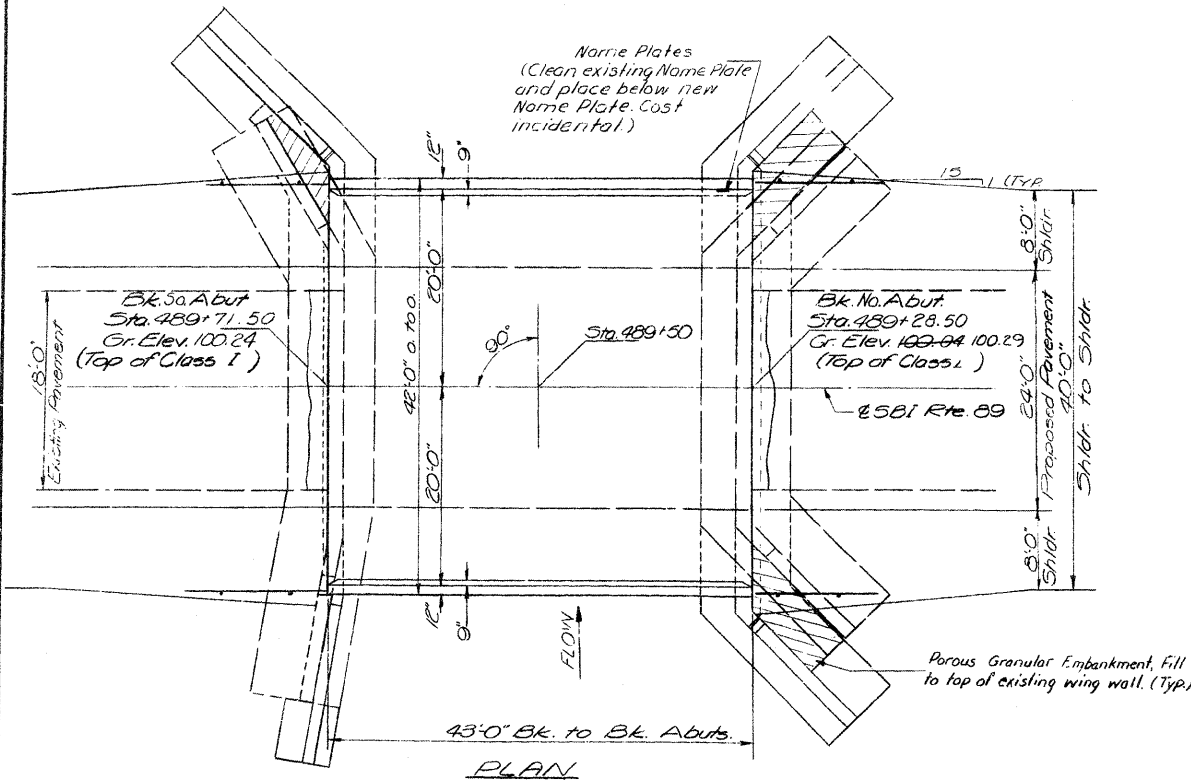 Name Plates
(Clean existing Name Plate
and place below new
Name Plate. Cost
incidental.)
12"
9"
15
1 (TYP.
8'-0"
Shldr.
20'-0"
Bk. So. Abut
Sta. 489+71.50
Gr. Elev. 100.24
(Top of Class I)
18'-0"
Existing Pavement
42'-0" o. to o.
90°
Sta. 489+50
Bk. No. Abut.
Sta. 489+28.50
Gr. Elev. 100.29
(Top of Class I)
℄ SBI Rte. 89
24'-0"
Proposed Pavement
40'-0"
Shldr. to Shldr.
20'-0"
8'-0"
Shldr
12"
9"
FLOW
Porous Granular Embankment, Fill
to top of existing wing wall. (Typ.)
43'-0" Bk. to Bk. Abuts.
PLAN